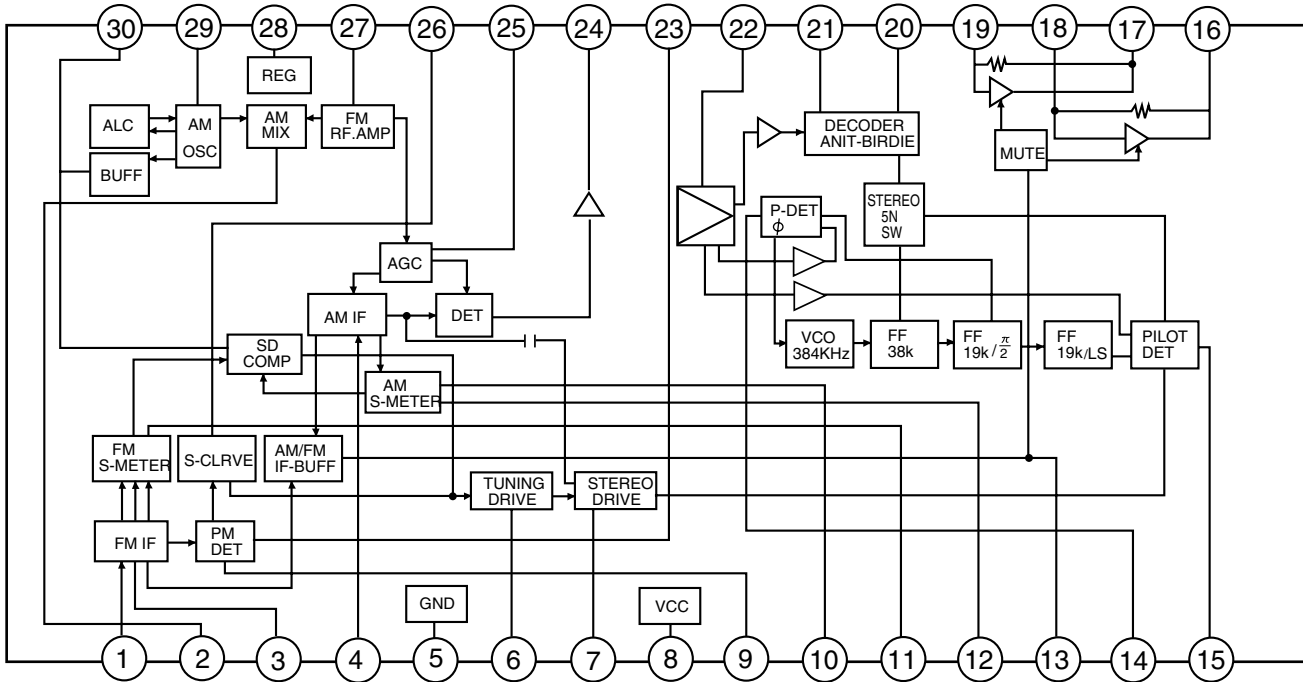 30 29 28 27 26 25 24 23 22 21 20 19 18 17 16
REG
ALC
AM
OSC
AM
MIX
FM
RF.AMP
BUFF
DECODER
ANIT-BIRDIE
MUTE
STEREO
5N
SW
P-DET
ϕ
AGC
AM IF
DET
SD
COMP
VCO
384KHz
FF
38k
FF
19k/π/2
FF
19k/LS
PILOT
DET
AM
S-METER
FM
S-METER
S-CLRVE
AM/FM
IF-BUFF
TUNING
DRIVE
STEREO
DRIVE
FM IF
PM
DET
GND
VCC
1 2 3 4 5 6 7 8 9 10 11 12 13 14 15